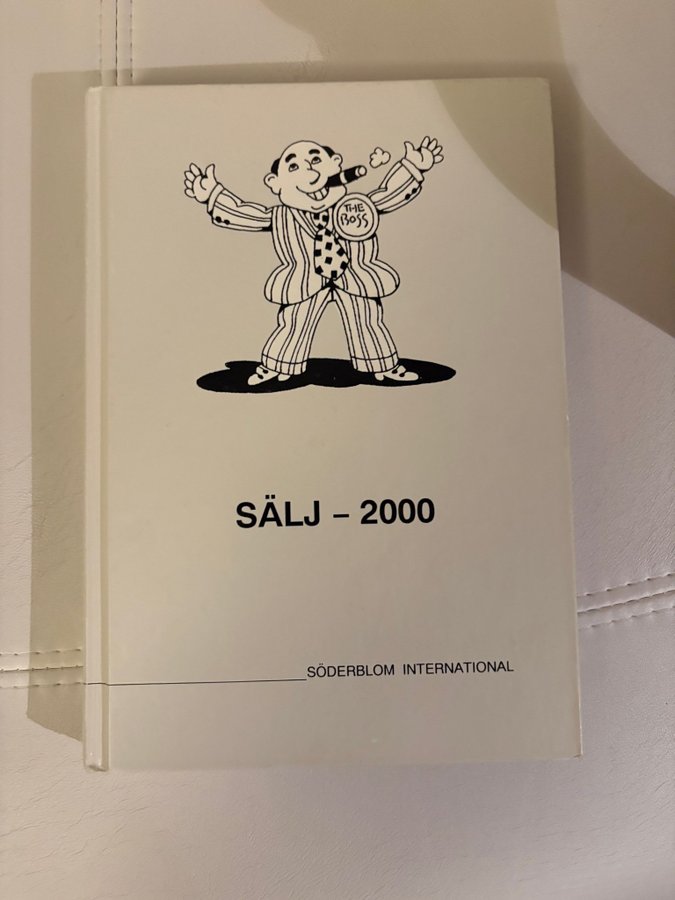 THE
BOSS
SÄLJ – 2000
SÖDERBLOM INTERNATIONAL